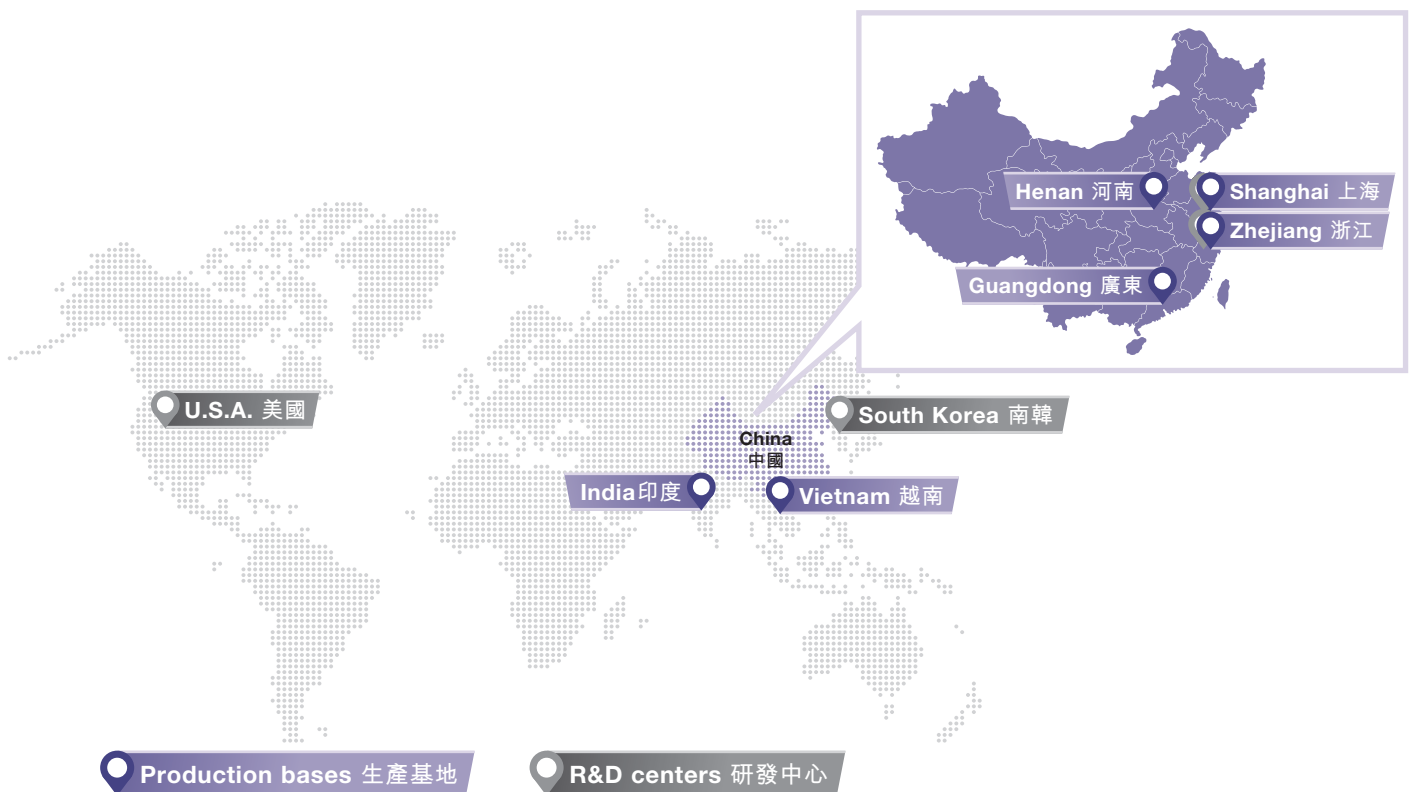 Henan 河南
Shanghai 上海
Zhejiang 浙江
Guangdong 廣東
U.S.A. 美國
South Korea 南韓
China
中國
India印度
Vietnam 越南
Production bases 生產基地
R&D centers 研發中心